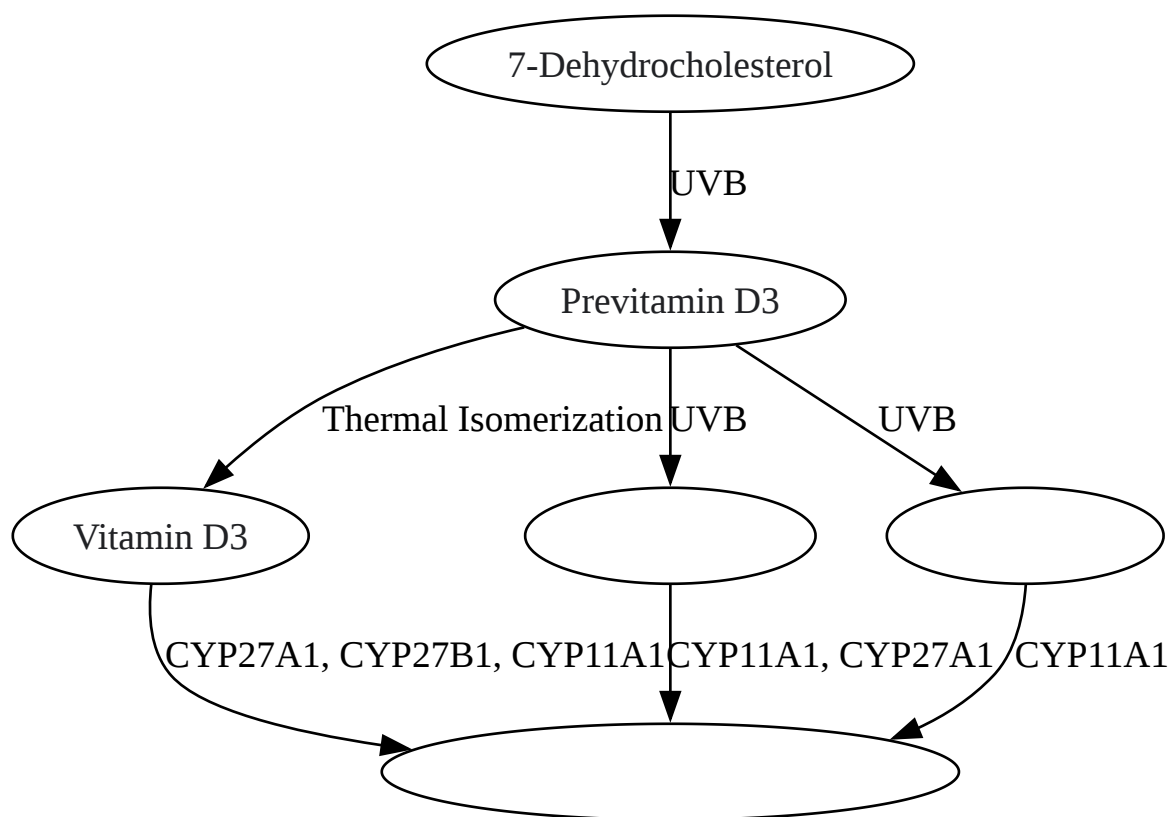 7-Dehydrocholesterol
UVB
Previtamin D3
Thermal Isomerization
UVB
UVB
Vitamin D3
CYP27A1, CYP27B1, CYP11A1
CYP11A1, CYP27A1
CYP11A1